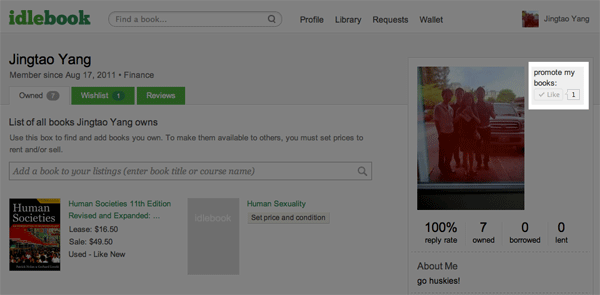 idlebook
Find a book...
Profile
Library
Requests
Wallet
Jingtao Yang
Jingtao Yang
Member since Aug 17, 2011 • Finance
Owned 7
Wishlist 1
Reviews
List of all books Jingtao Yang owns
Use this box to find and add books you own. To make them available to others, you must set prices to
rent and/or sell.
Add a book to your listings (enter book title or course name)
Human
Societies
Human Societies 11th Edition
Revised and Expanded: ...
Lease: $16.50
Sale: $49.50
Used - Like New
idlebook
Human Sexuality
Set price and condition
promote my
books:
Like 1
100%
reply rate
7
owned
0
borrowed
0
lent
About Me
go huskies!